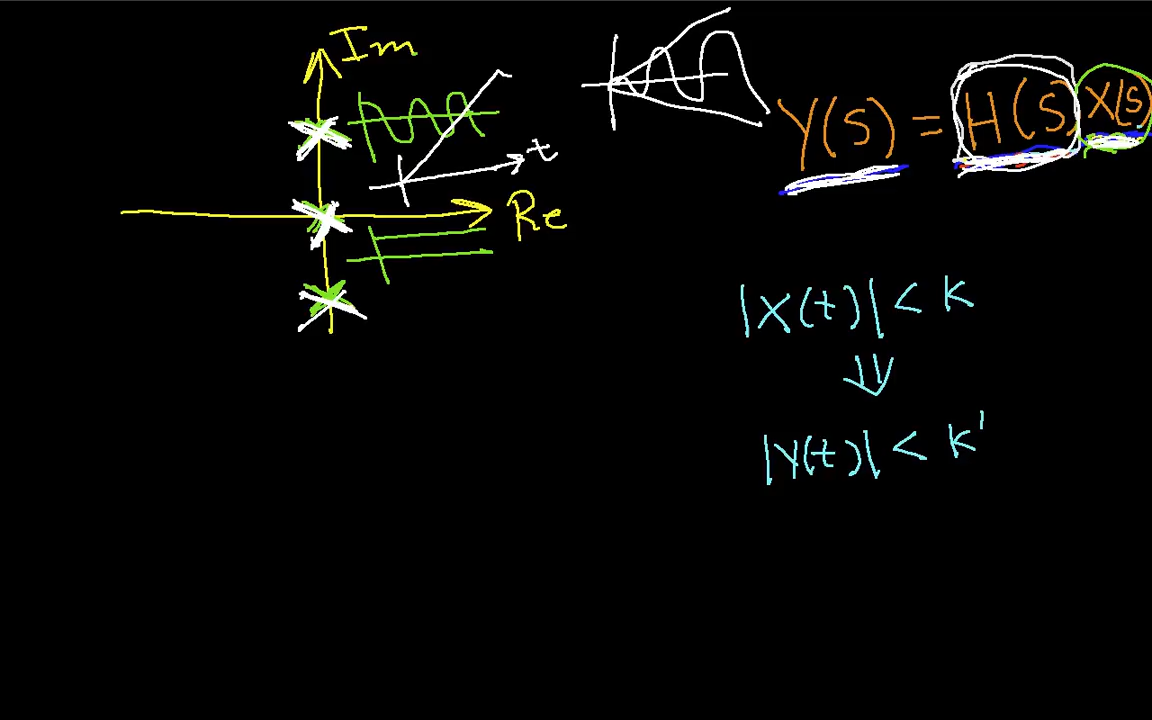 Im
t
Re
Y(S) = H(S) X(S)
|X(t)| < K
⇓
|Y(t)| < K'